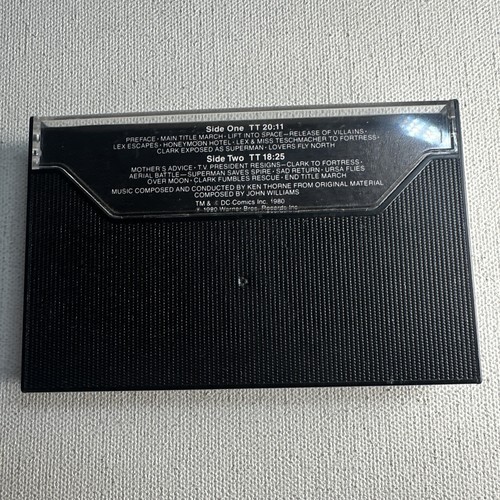 Side One TT 20:11
PREFACE · MAIN TITLE MARCH · LIFT INTO SPACE—RELEASE OF VILLAINS ·
LEX ESCAPES · HONEYMOON HOTEL · LEX & MISS TESCHMACHER TO FORTRESS ·
CLARK EXPOSED AS SUPERMAN · LOVERS FLY NORTH
Side Two TT 18:25
MOTHER'S ADVICE · T.V. PRESIDENT RESIGNS—CLARK TO FORTRESS ·
AERIAL BATTLE—SUPERMAN SAVES SPIRE · SAD RETURN · URSA FLIES
OVER MOON · CLARK FUMBLES RESCUE · END TITLE MARCH
MUSIC COMPOSED AND CONDUCTED BY KEN THORNE FROM ORIGINAL MATERIAL
COMPOSED BY JOHN WILLIAMS
TM & © DC Comics Inc. 1980
℗ 1980 Warner Bros. Records Inc.